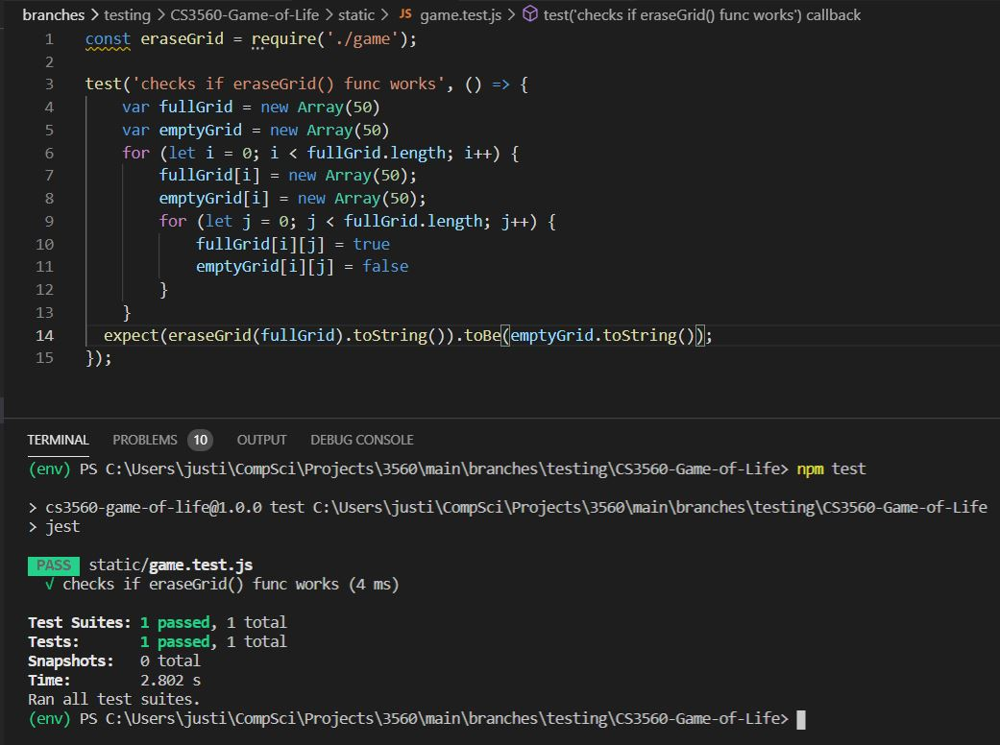 branches > testing > CS3560-Game-of-Life > static > JS game.test.js > test('checks if eraseGrid() func works') callback
1 const eraseGrid = require('./game');
2
3 test('checks if eraseGrid() func works', () => {
4     var fullGrid = new Array(50)
5     var emptyGrid = new Array(50)
6     for (let i = 0; i < fullGrid.length; i++) {
7         fullGrid[i] = new Array(50);
8         emptyGrid[i] = new Array(50);
9         for (let j = 0; j < fullGrid.length; j++) {
10             fullGrid[i][j] = true
11             emptyGrid[i][j] = false
12         }
13     }
14   expect(eraseGrid(fullGrid).toString()).toBe(emptyGrid.toString());
15 });
TERMINAL PROBLEMS 10 OUTPUT DEBUG CONSOLE
(env) PS C:\Users\justi\CompSci\Projects\3560\main\branches\testing\CS3560-Game-of-Life> npm test
> cs3560-game-of-life@1.0.0 test C:\Users\justi\CompSci\Projects\3560\main\branches\testing\CS3560-Game-of-Life
> jest
PASS static/game.test.js
√ checks if eraseGrid() func works (4 ms)
Test Suites: 1 passed, 1 total
Tests: 1 passed, 1 total
Snapshots: 0 total
Time: 2.802 s
Ran all test suites.
(env) PS C:\Users\justi\CompSci\Projects\3560\main\branches\testing\CS3560-Game-of-Life>